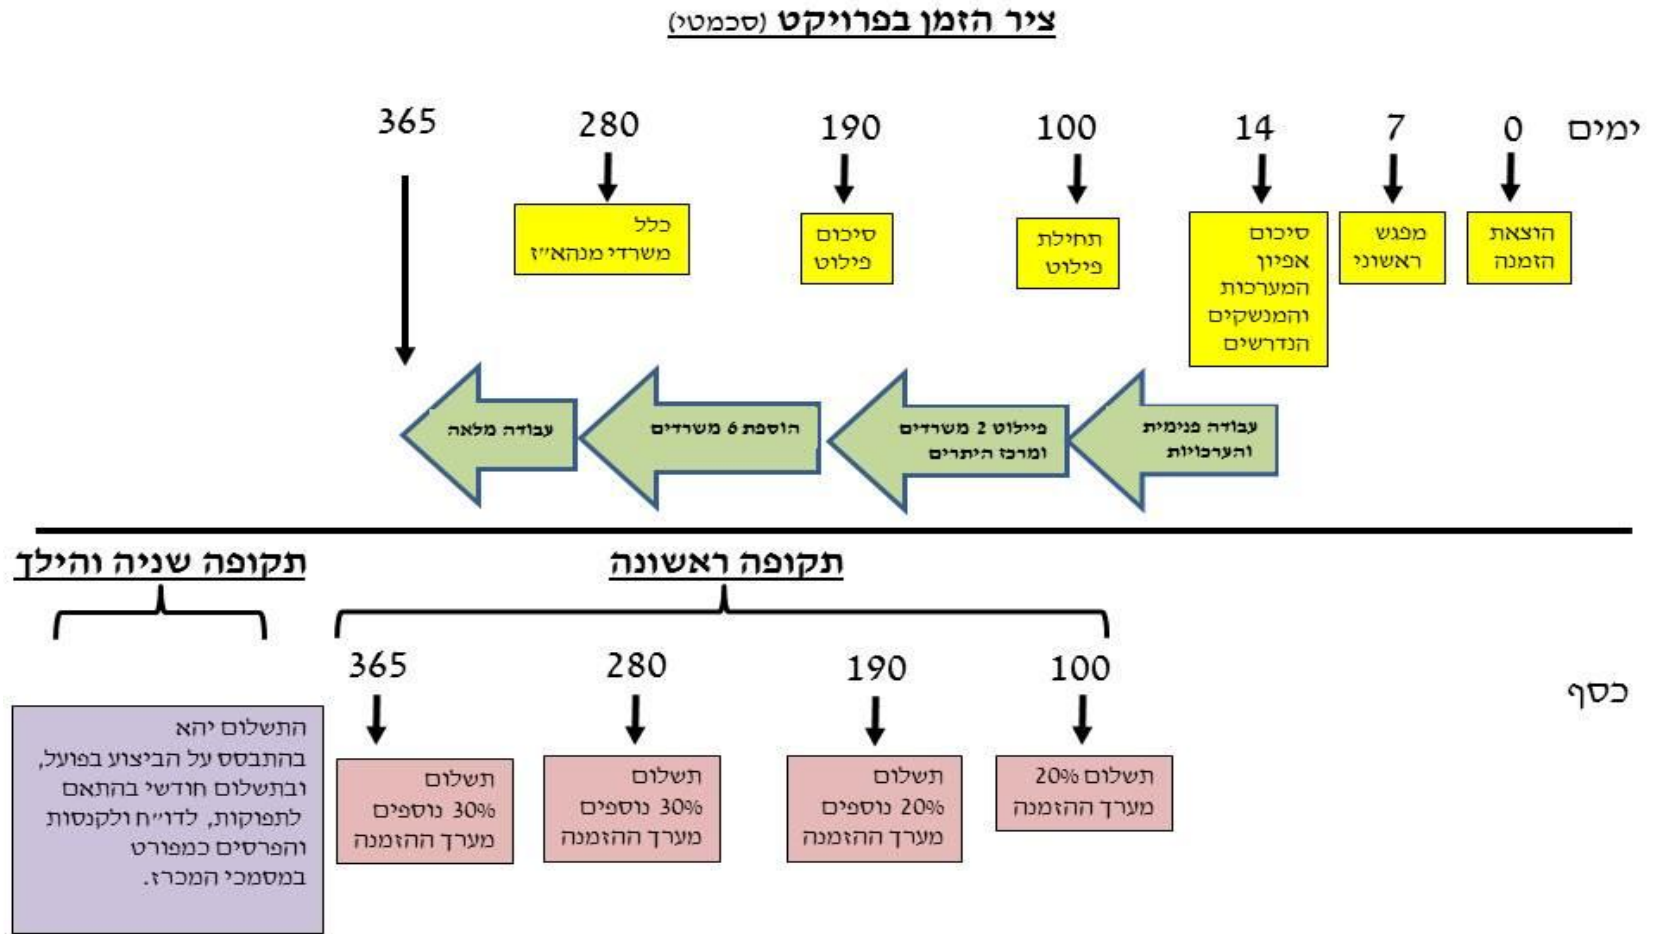 ציר הזמן בפרויקט (סכמטי)
ימים 0 7 14 100 190 280 365
הוצאת
הזמנה
מפגש
ראשוני
סיכום
אפיון
המערכות
והמנשקים
הנדרשים
תחילת
פילוט
סיכום
פילוט
כלל
משרדי מנהא״ז
עבודה פנימית
והערכויות
פיילוט 2 משרדים
ומרכז היתרים
הוספת 6 משרדים
עבודה מלאה
תקופה ראשונה
תקופה שניה והילך
כסף
100 190 280 365
תשלום 20%
מערך ההזמנה
תשלום
20% נוספים
מערך ההזמנה
תשלום
30% נוספים
מערך ההזמנה
תשלום
30% נוספים
מערך ההזמנה
התשלום יהא
בהתבסס על הביצוע בפועל,
ובתשלום חודשי בהתאם
לתפוקות, לדו״ח ולקנסות
והפרסים כמפורט
במסמכי המכרז.